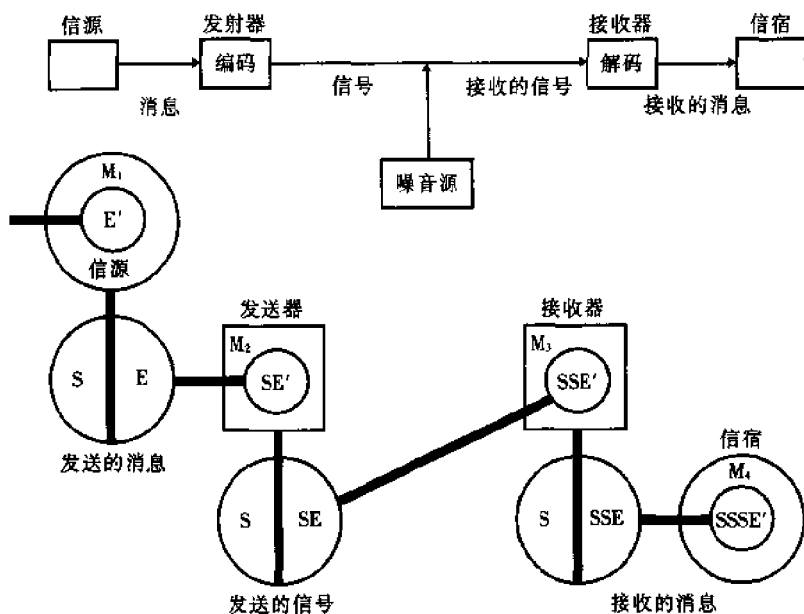 信源
发射器
接收器
信宿
编码
解码
消息
信号
接收的信号
接收的消息
噪音源
M₁
E'
信源
S
E
发送的消息
发送器
M₂
SE'
S
SE
发送的信号
接收器
M₃
SSE'
S
SSE
接收的消息
信宿
M₄
SSSE'